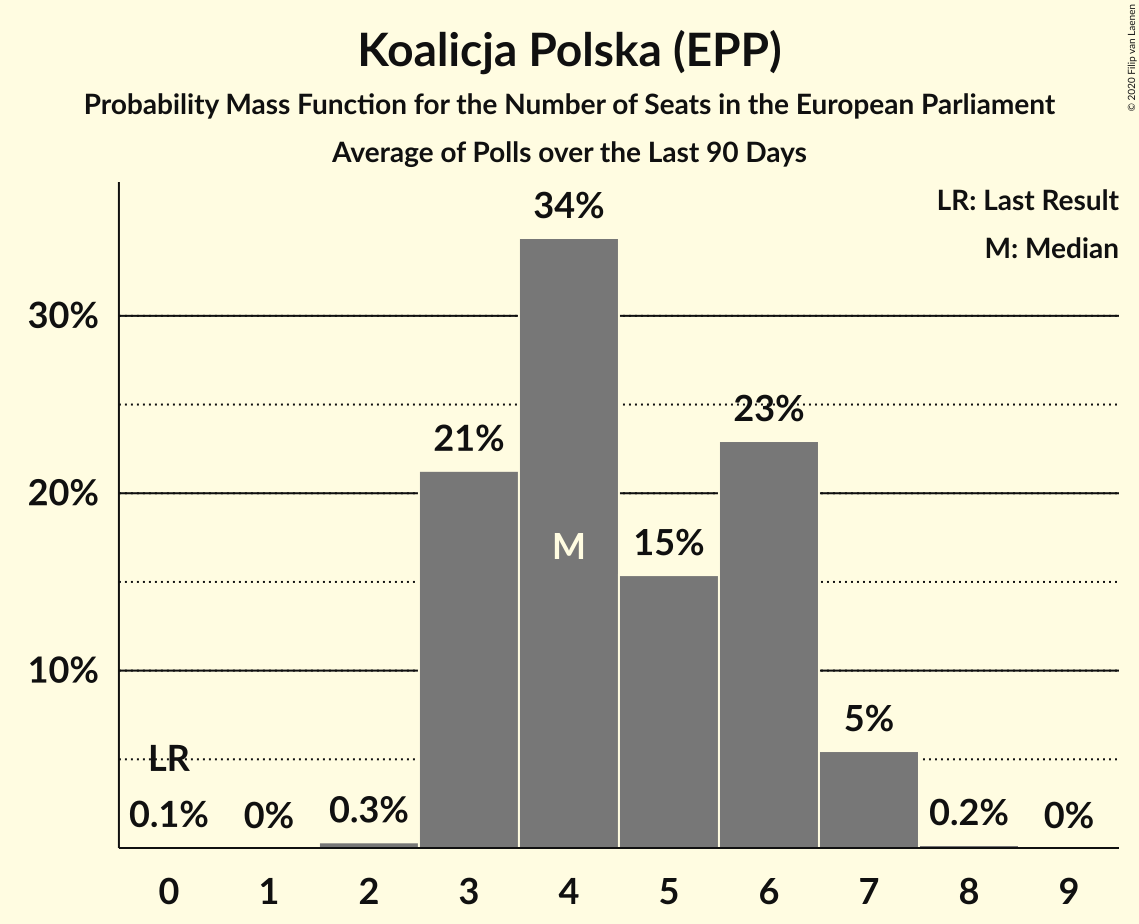 Koalicja Polska (EPP)
Probability Mass Function for the Number of Seats in the European Parliament
Average of Polls over the Last 90 Days
© 2020 Filip van Laenen
LR: Last Result
M: Median
34%
30%
23%
21%
20%
15%
M
10%
5%
LR
0.1%
0%
0.3%
0.2%
0%
0 1 2 3 4 5 6 7 8 9